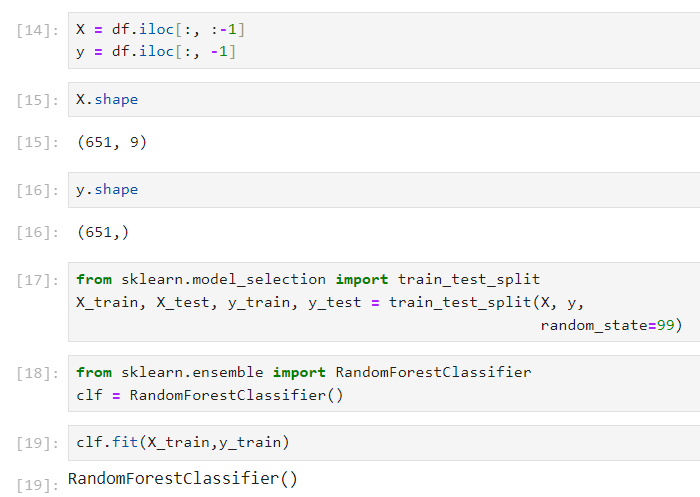 [14]: X = df.iloc[:, :-1]
y = df.iloc[:, -1]
[15]: X.shape
[15]: (651, 9)
[16]: y.shape
[16]: (651,)
[17]: from sklearn.model_selection import train_test_split
X_train, X_test, y_train, y_test = train_test_split(X, y,
random_state=99)
[18]: from sklearn.ensemble import RandomForestClassifier
clf = RandomForestClassifier()
[19]: clf.fit(X_train,y_train)
[19]: RandomForestClassifier()